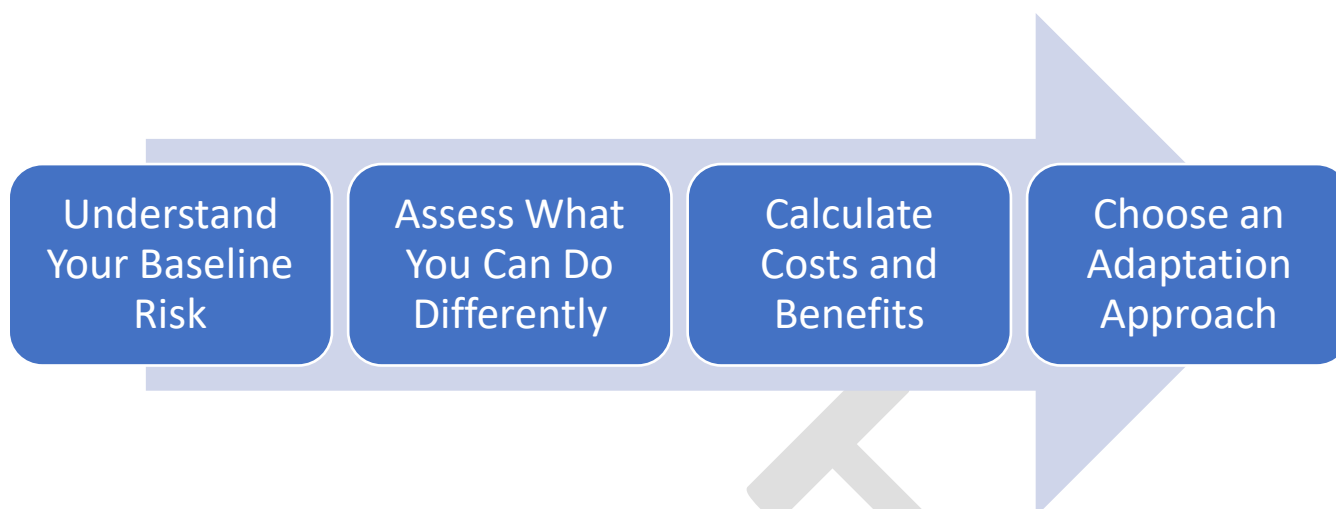 Understand
Your Baseline
Risk
Assess What
You Can Do
Differently
Calculate
Costs and
Benefits
Choose an
Adaptation
Approach